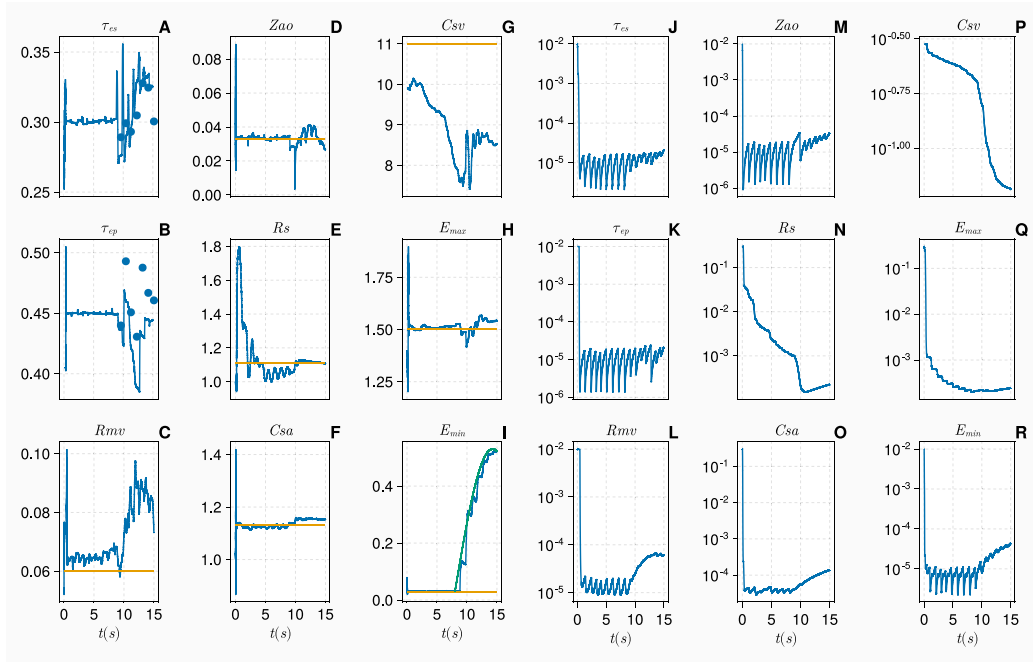 τes A
Zao D
Csv G
τes J
Zao M
Csv P
0.35
0.30
0.25
0.08
0.06
0.04
0.02
0.00
11
10
9
8
10⁻²
10⁻³
10⁻⁴
10⁻⁵
10⁻²
10⁻³
10⁻⁴
10⁻⁵
10⁻⁶
10⁻⁰·⁵⁰
10⁻⁰·⁷⁵
10⁻¹·⁰⁰
τep B
Rs E
Emax H
τep K
Rs N
Emax Q
0.50
0.45
0.40
1.8
1.6
1.4
1.2
1.0
1.75
1.50
1.25
10⁻²
10⁻³
10⁻⁴
10⁻⁵
10⁻⁶
10⁻¹
10⁻²
10⁻³
10⁻¹
10⁻²
10⁻³
Rmv C
Csa F
Emin I
Rmv L
Csa O
Emin R
0.10
0.08
0.06
1.4
1.2
1.0
0.4
0.2
0.0
10⁻²
10⁻³
10⁻⁴
10⁻⁵
10⁻¹
10⁻²
10⁻³
10⁻⁴
10⁻²
10⁻³
10⁻⁴
10⁻⁵
0 5 10 15
0 5 10 15
0 5 10 15
0 5 10 15
0 5 10 15
0 5 10 15
t(s)
t(s)
t(s)
t(s)
t(s)
t(s)